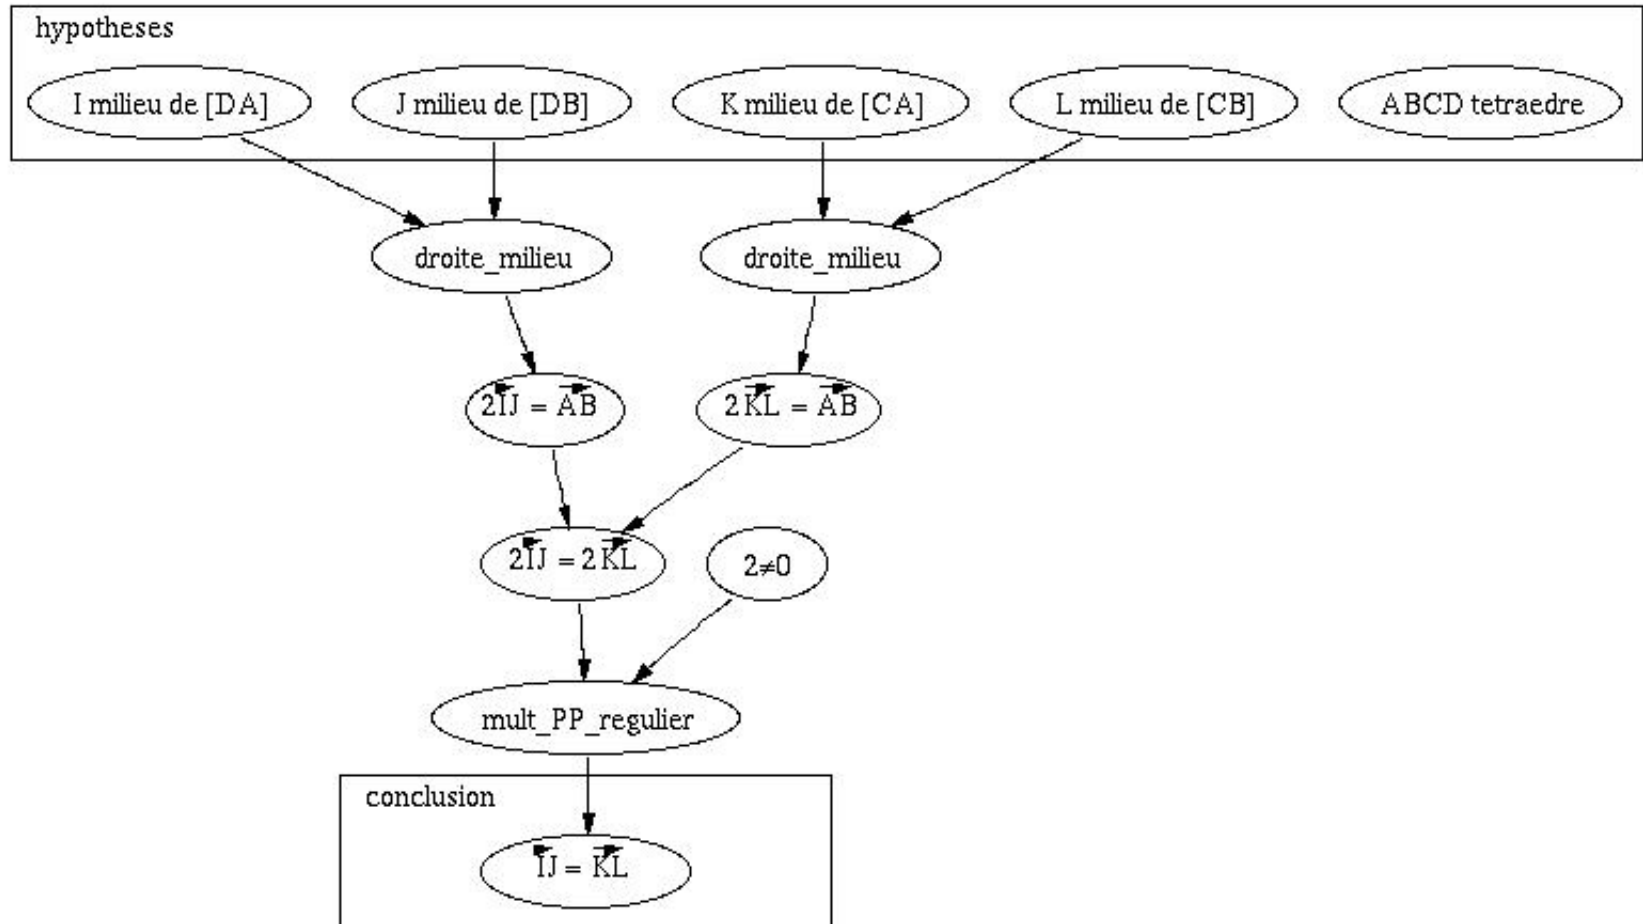 hypotheses
I milieu de [DA] J milieu de [DB] K milieu de [CA] L milieu de [CB] ABCD tetraedre
droite_milieu droite_milieu
2IJ = AB 2KL = AB
2IJ = 2KL 2≠0
mult_PP_regulier
conclusion
IJ = KL